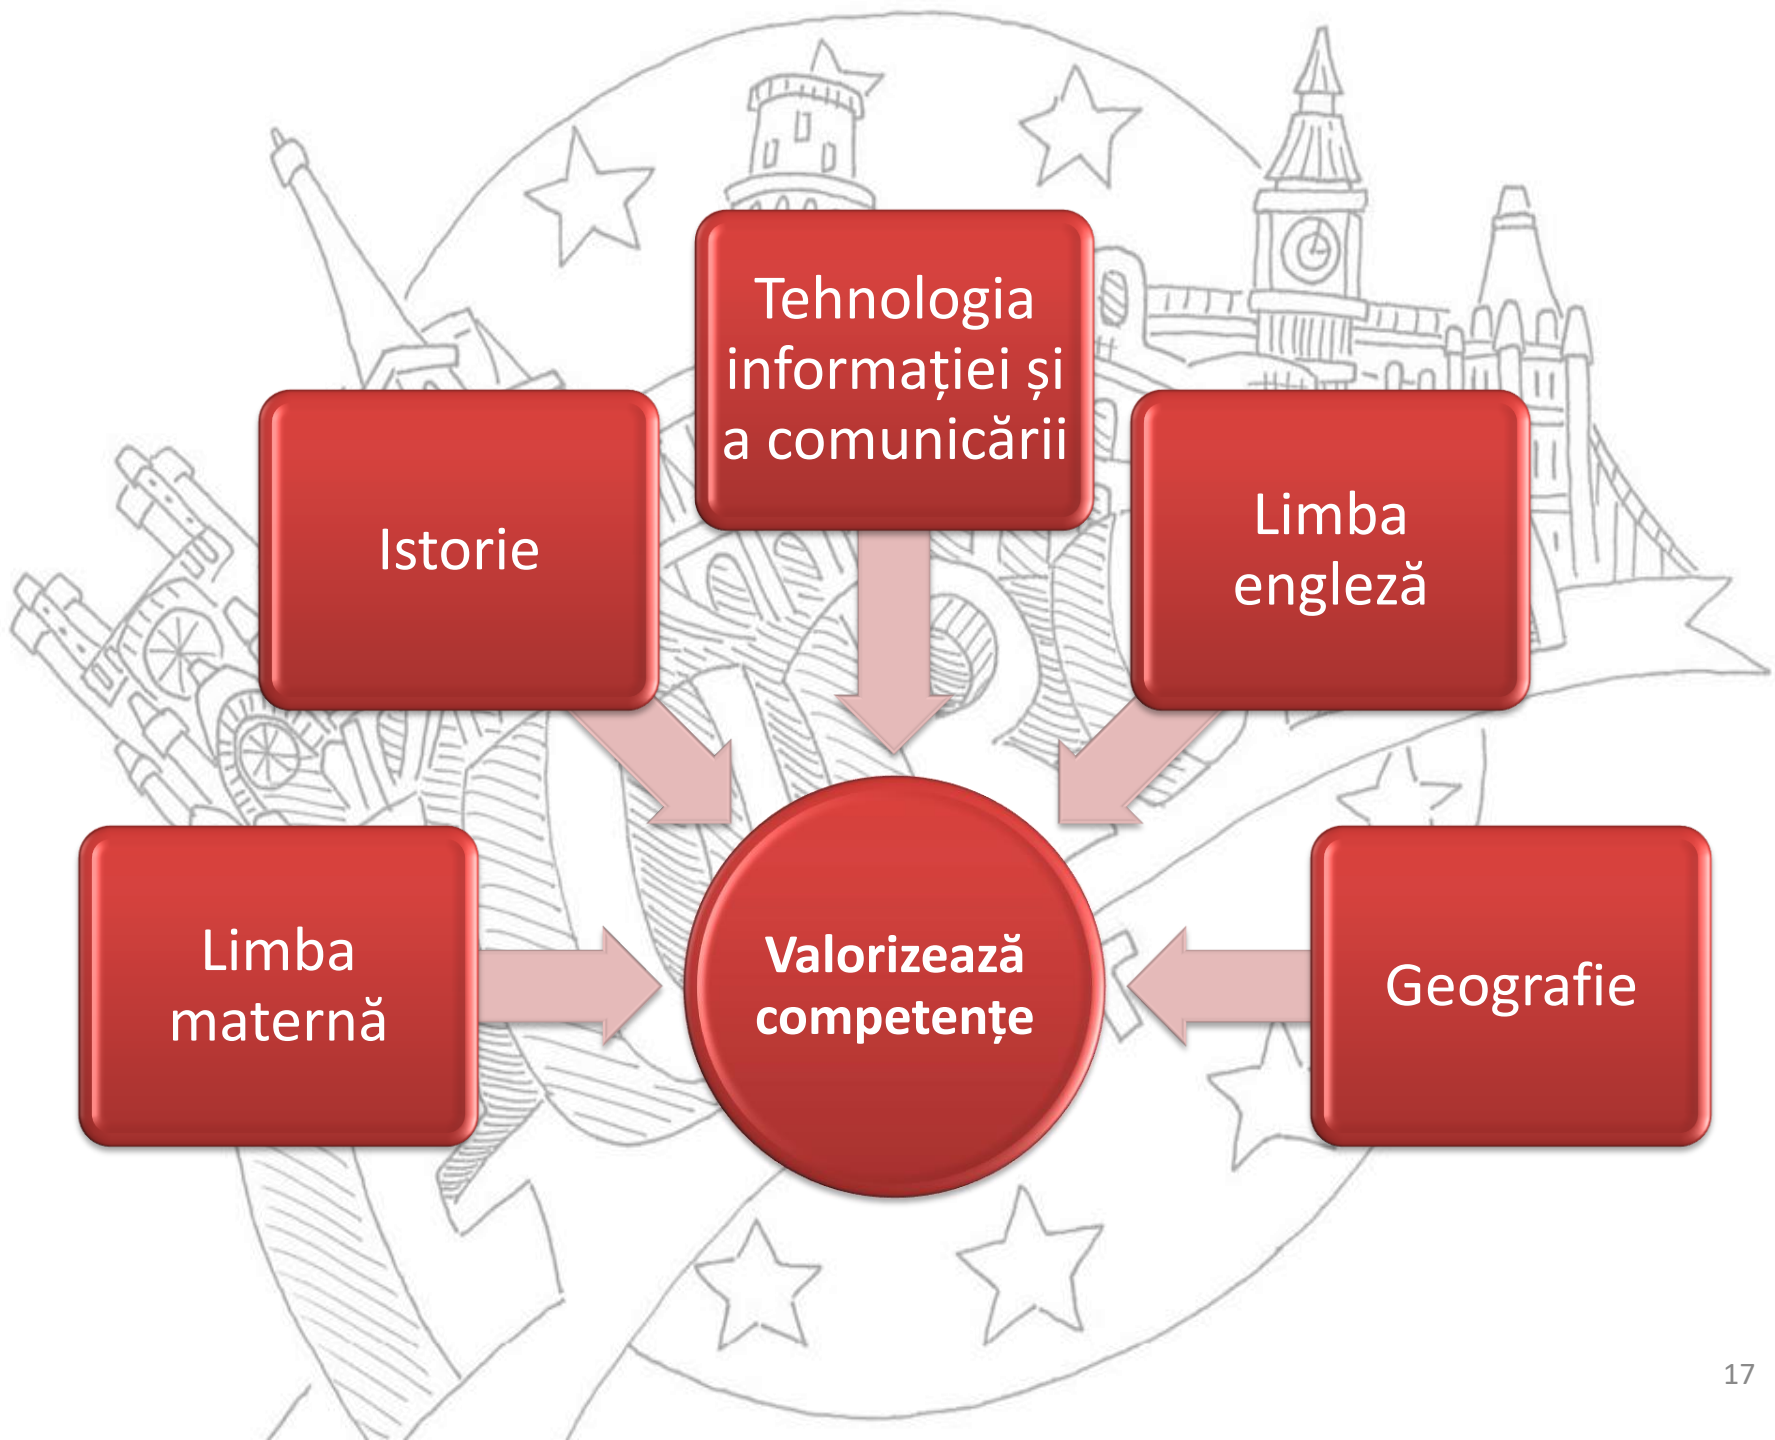 Tehnologia
informației și
a comunicării
Istorie
Limba
engleză
Limba
maternă
Valorizează
competențe
Geografie
17